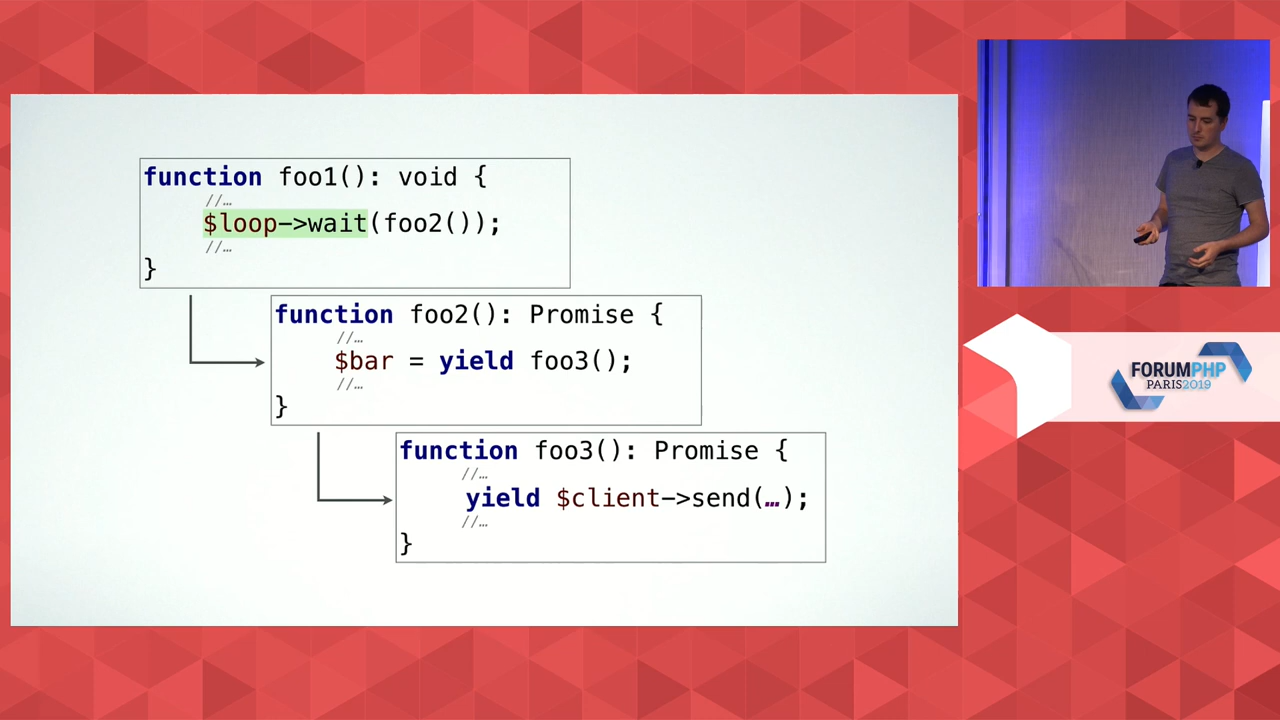 function foo1(): void {
//…
$loop->wait(foo2());
//…
}
function foo2(): Promise {
//…
$bar = yield foo3();
//…
}
function foo3(): Promise {
//…
yield $client->send(…);
//…
}
FORUMPHP
PARIS2019